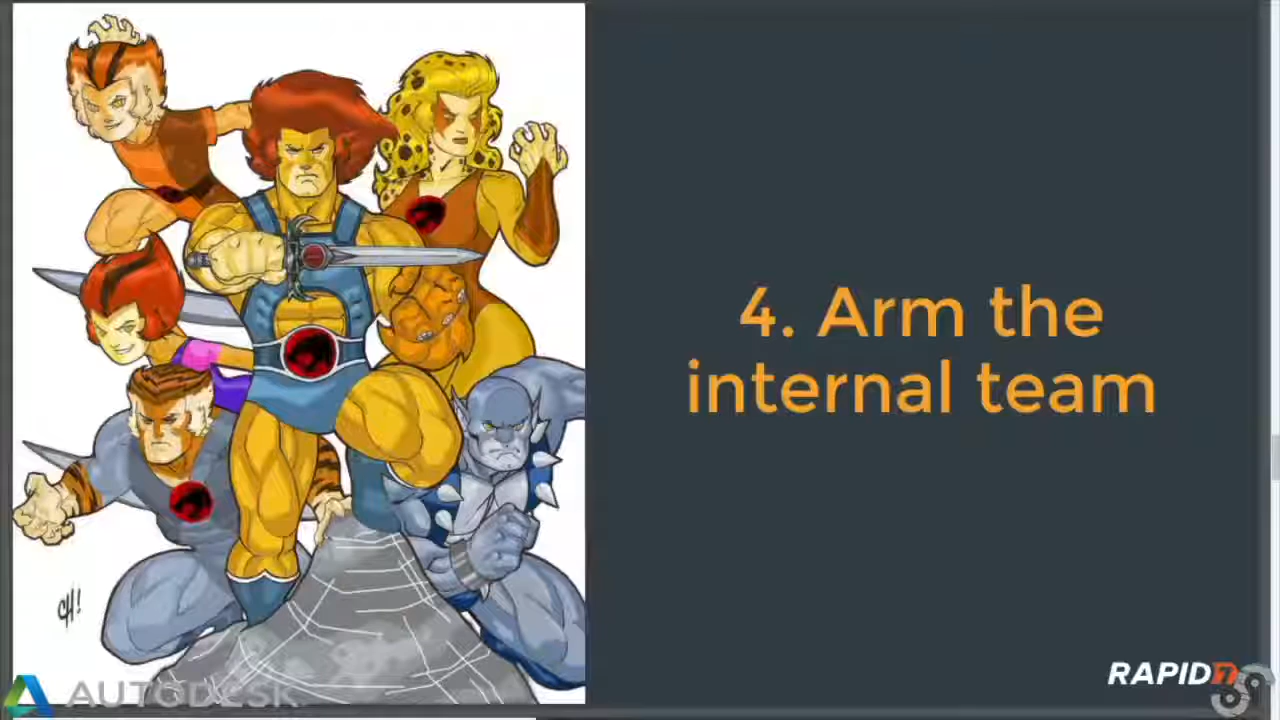 4. Arm the
internal team
CH!
RAPID7
AUTODESK